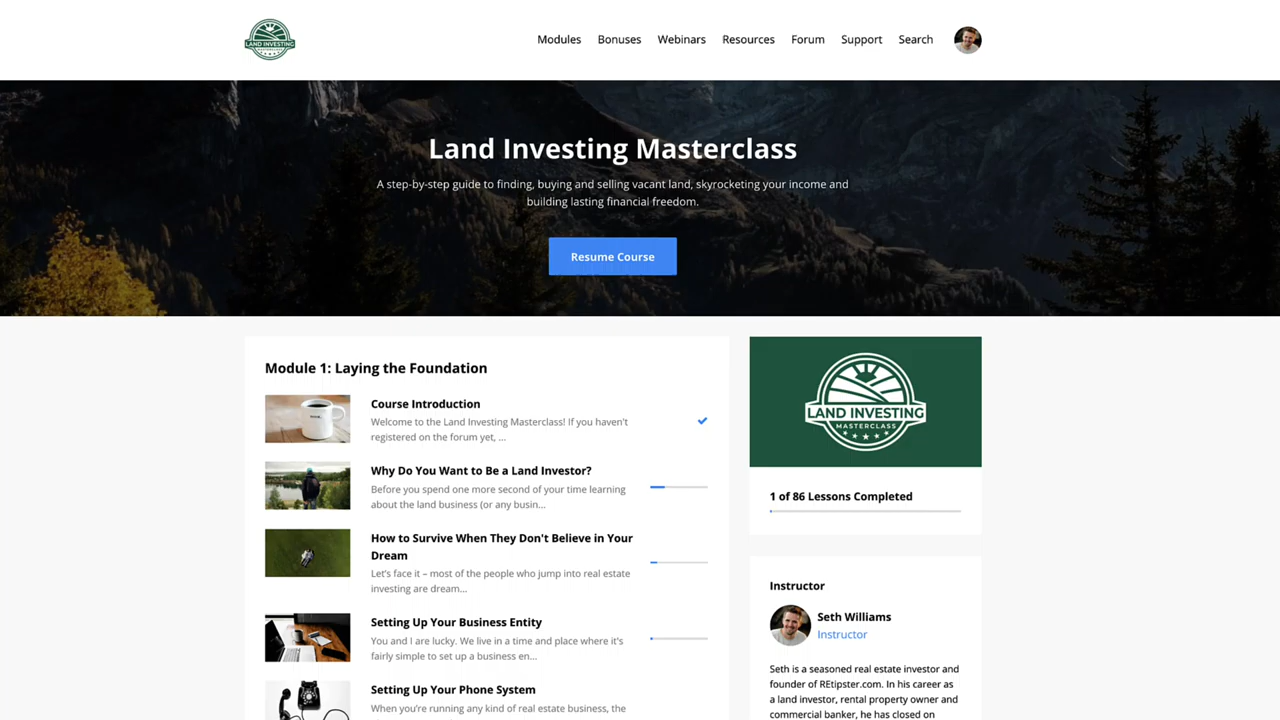 LAND INVESTING
MASTERCLASS
Modules Bonuses Webinars Resources Forum Support Search
Land Investing Masterclass
A step-by-step guide to finding, buying and selling vacant land, skyrocketing your income and
building lasting financial freedom.
Resume Course
Module 1: Laying the Foundation
Course Introduction
Welcome to the Land Investing Masterclass! If you haven't
registered on the forum yet, ...
Why Do You Want to Be a Land Investor?
Before you spend one more second of your time learning
about the land business (or any busin...
How to Survive When They Don't Believe in Your
Dream
Let's face it – most of the people who jump into real estate
investing are dream...
Setting Up Your Business Entity
You and I are lucky. We live in a time and place where it's
fairly simple to set up a business en...
Setting Up Your Phone System
When you're running any kind of real estate business, the
LAND INVESTING
MASTERCLASS
1 of 86 Lessons Completed
Instructor
Seth Williams
Instructor
Seth is a seasoned real estate investor and
founder of REtipster.com. In his career as
a land investor, rental property owner and
commercial banker, he has closed on